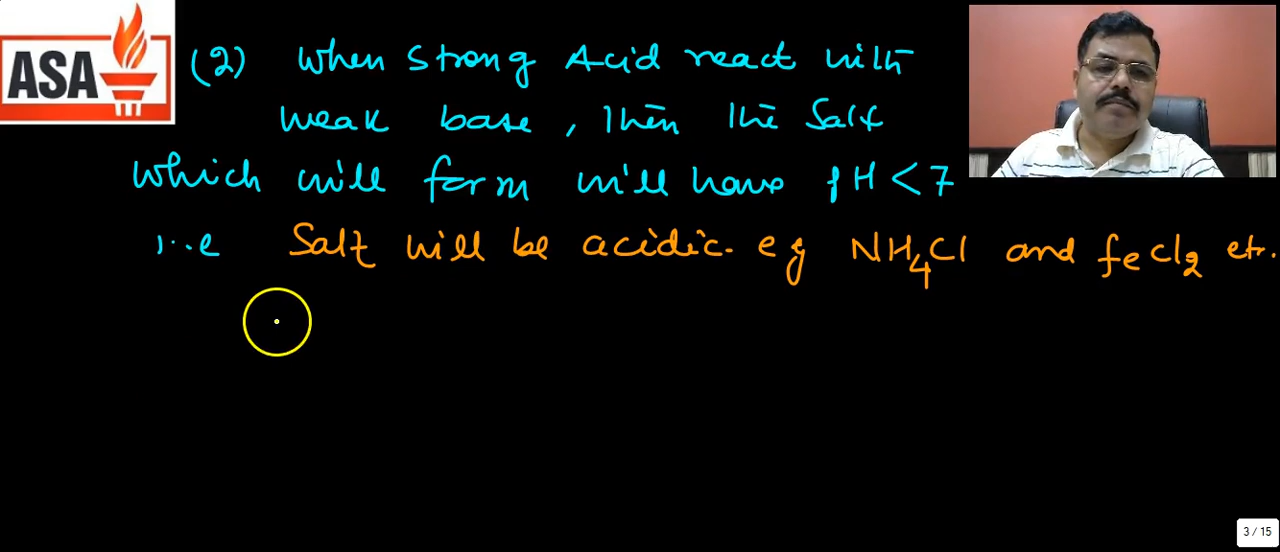 ASA
(2) When Strong Acid react with
weak base, then the Salt
which will form will have pH < 7
i.e Salt will be acidic. eg NH4Cl and feCl2 etc.
3 / 15